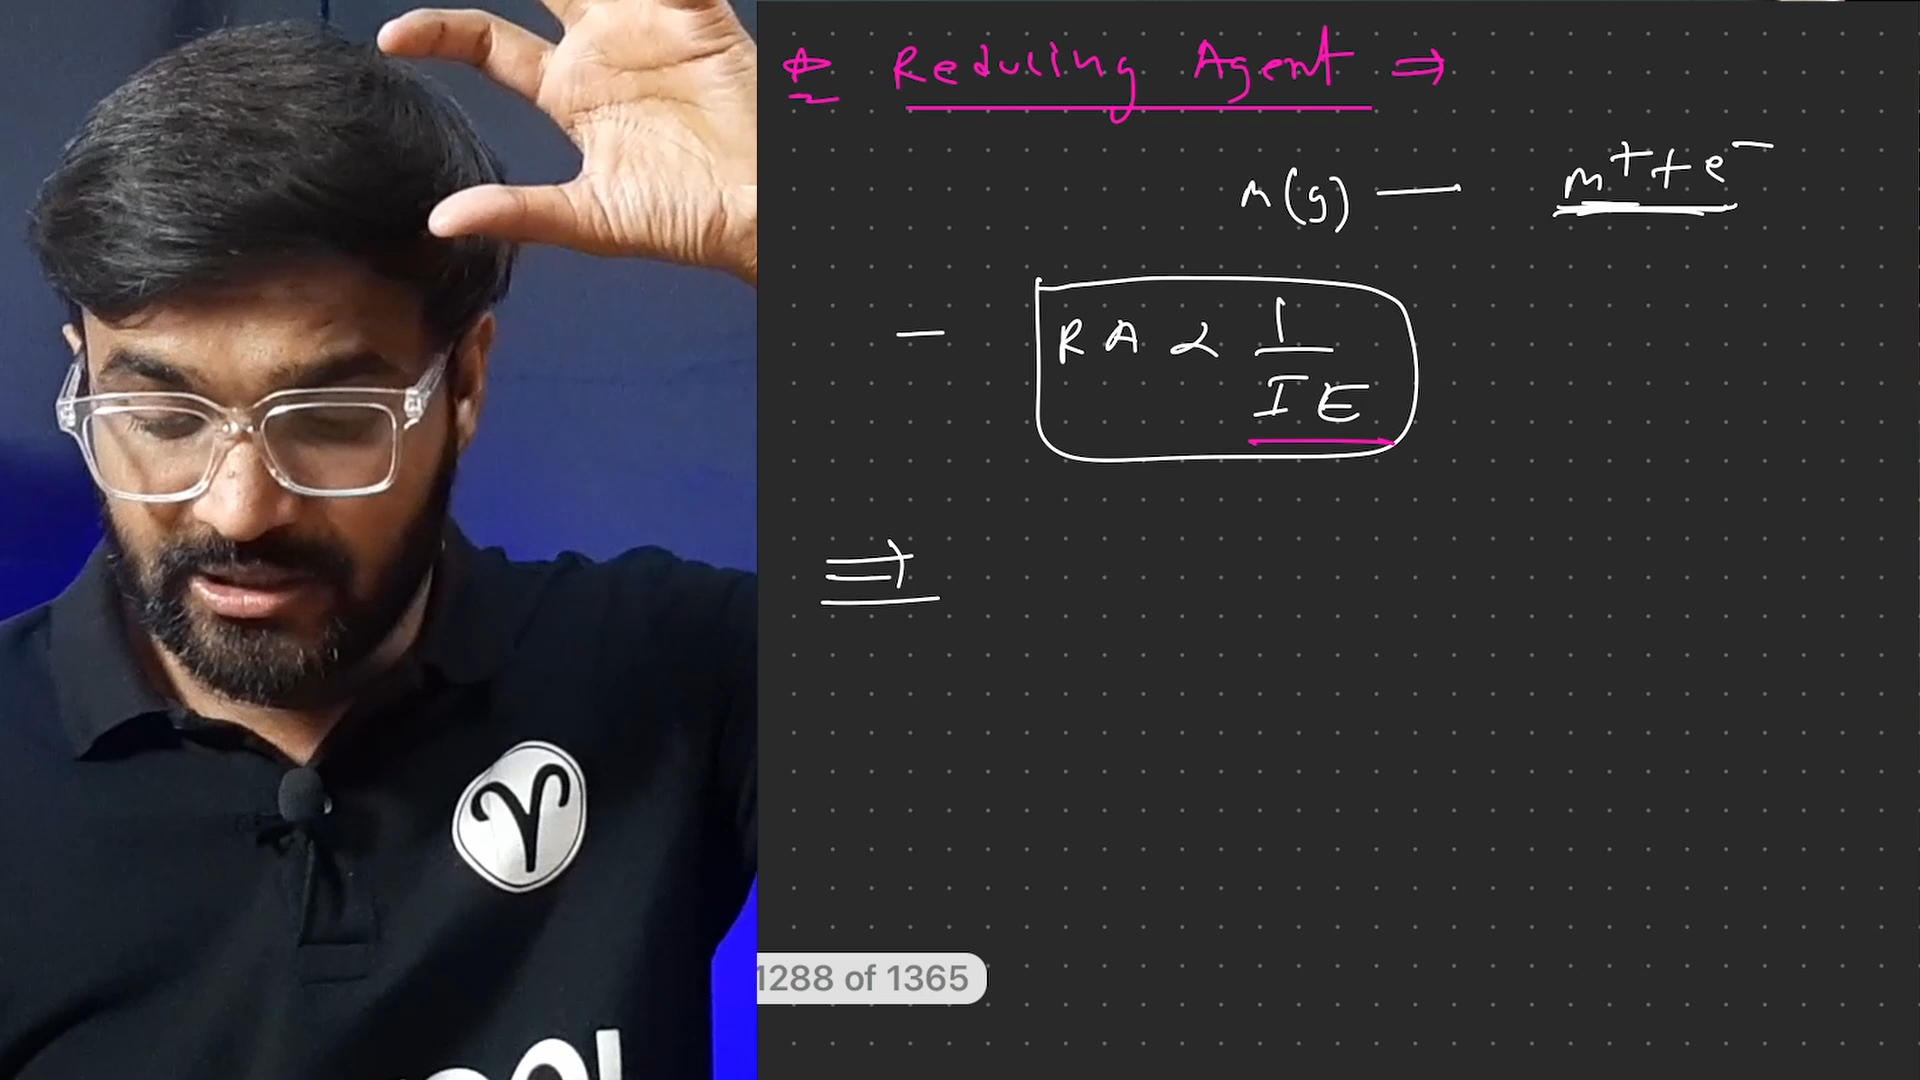 Reducing Agent ⇒
M(g) — M⁺ + e⁻
— RA ∝ 1/IE
⇒
1288 of 1365